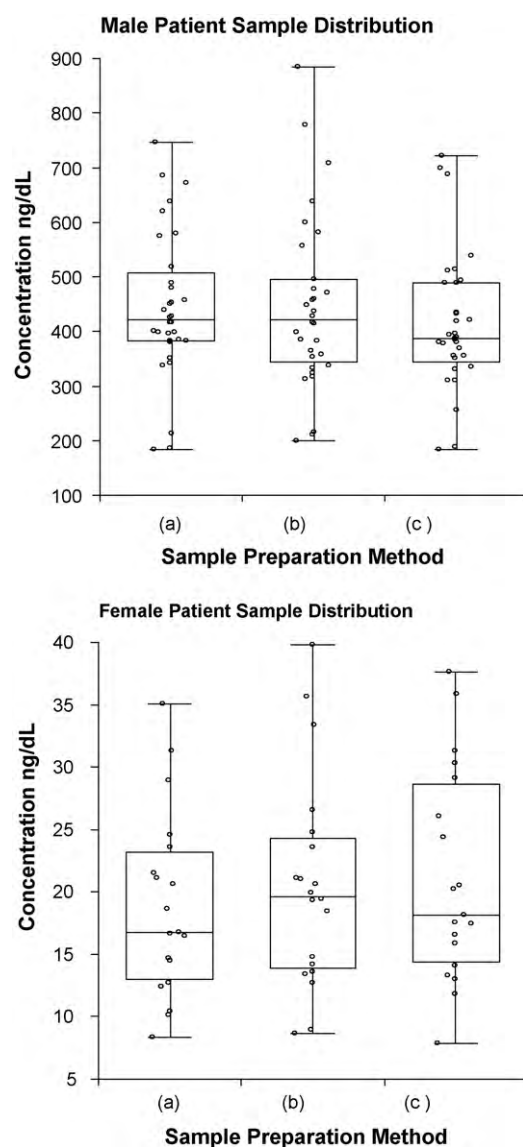 Male Patient Sample Distribution
900
800
700
600
500
400
300
200
100
Concentration ng/dL
(a) (b) (c )
Sample Preparation Method
Female Patient Sample Distribution
40
35
30
25
20
15
10
5
Concentration ng/dL
(a) (b) (c )
Sample Preparation Method